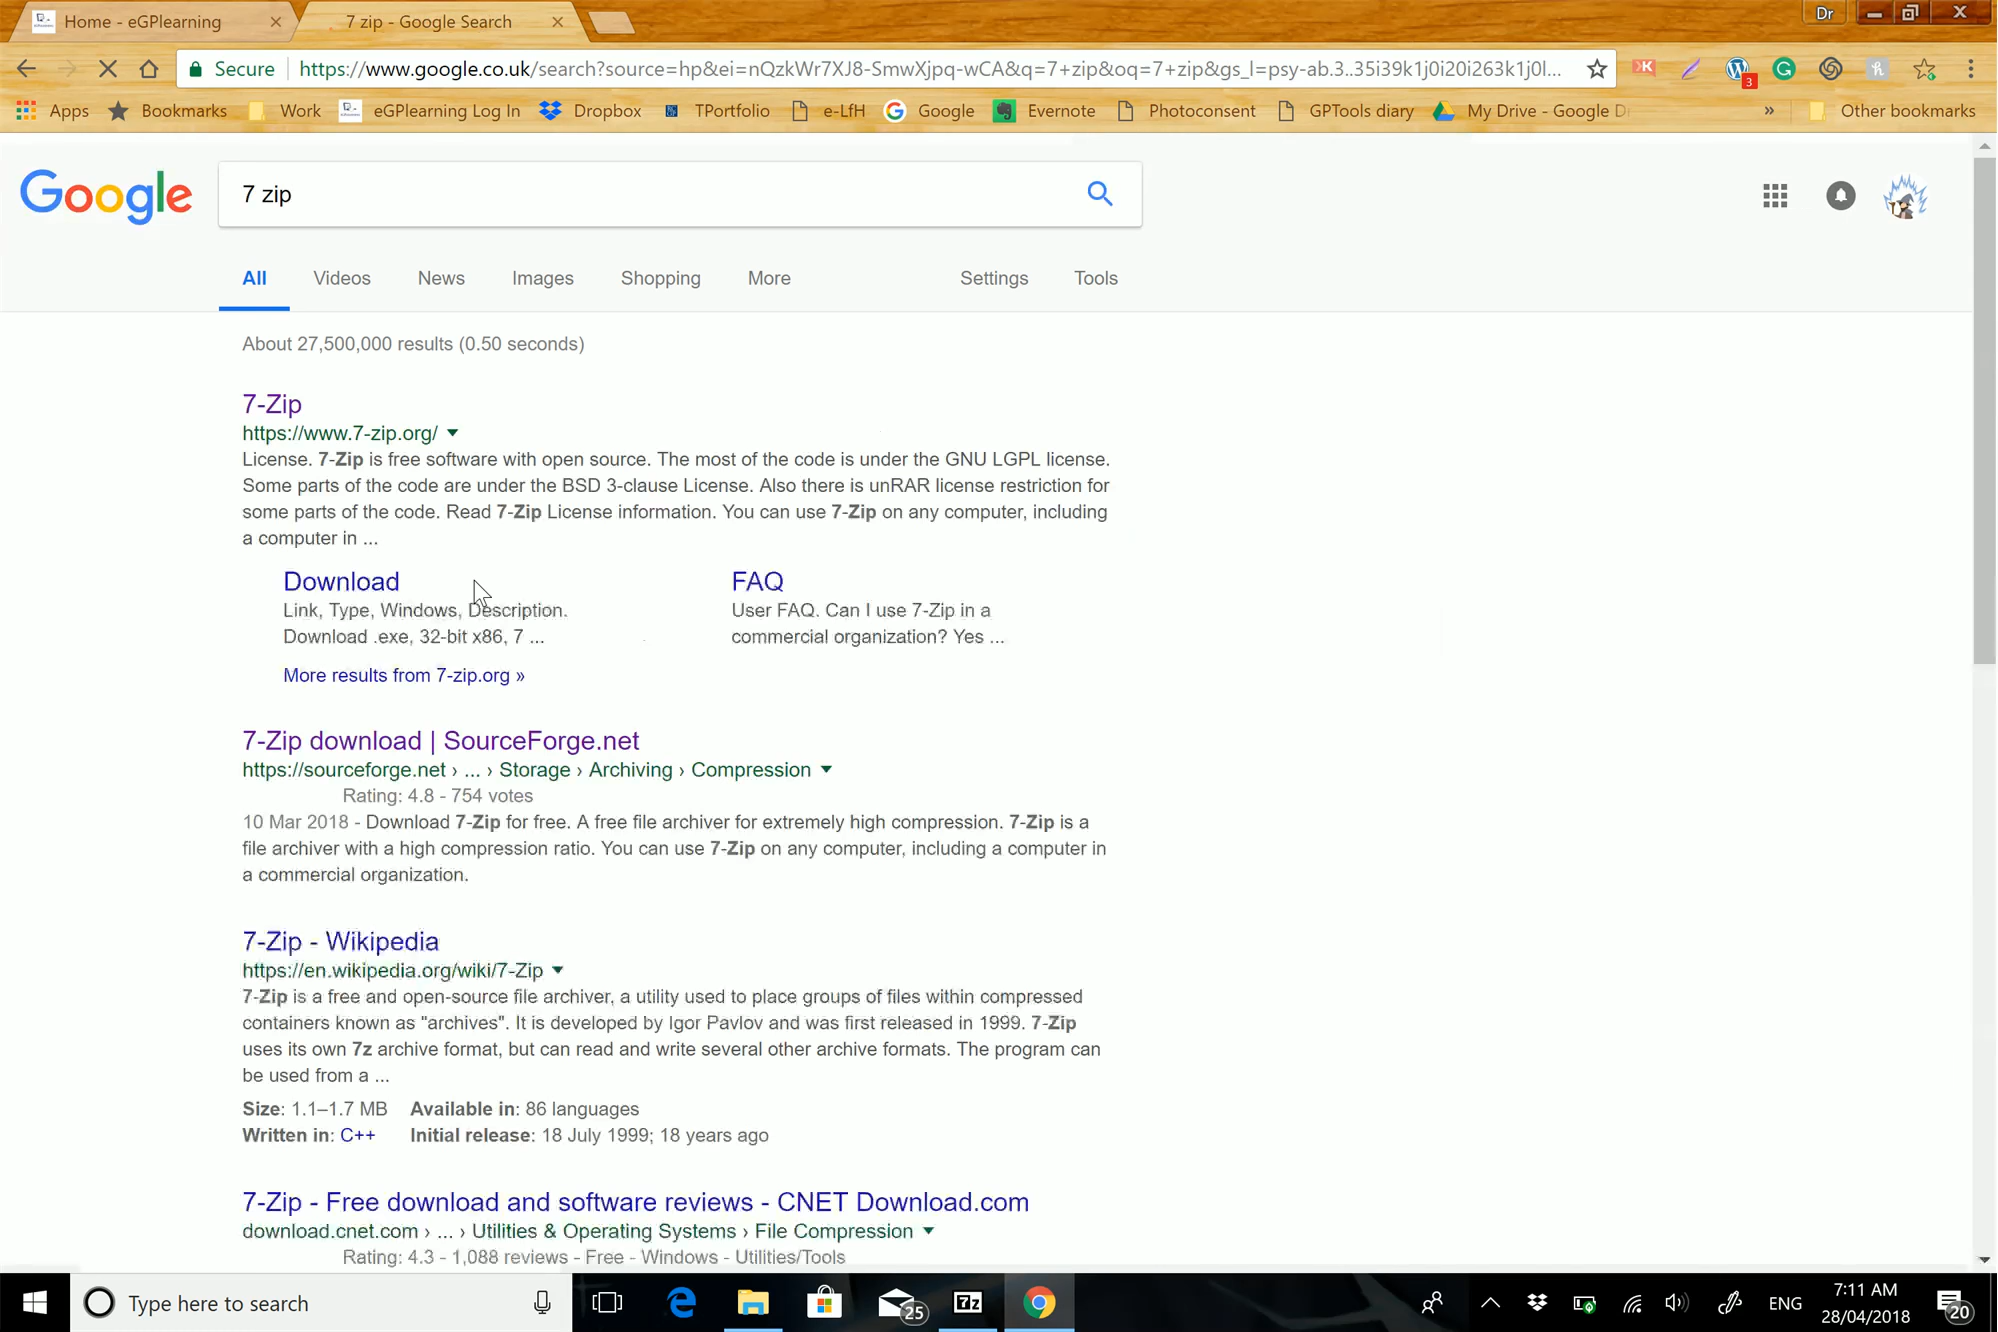 Home - eGPlearning
7 zip - Google Search
Dr
Secure
https://www.google.co.uk/search?source=hp&ei=nQzkWr7XJ8-SmwXjpq-wCA&q=7+zip&oq=7+zip&gs_l=psy-ab.3..35i39k1j0i20i263k1j0l...
3
Apps
Bookmarks
Work
eGPlearning Log In
Dropbox
TPortfolio
e-LfH
Google
Evernote
Photoconsent
GPTools diary
My Drive - Google D
»
Other bookmarks
Google
7 zip
All
Videos
News
Images
Shopping
More
Settings
Tools
About 27,500,000 results (0.50 seconds)
7-Zip
https://www.7-zip.org/
License. 7-Zip is free software with open source. The most of the code is under the GNU LGPL license.
Some parts of the code are under the BSD 3-clause License. Also there is unRAR license restriction for
some parts of the code. Read 7-Zip License information. You can use 7-Zip on any computer, including
a computer in ...
Download
Link, Type, Windows, Description.
Download .exe, 32-bit x86, 7 ...
FAQ
User FAQ. Can I use 7-Zip in a
commercial organization? Yes ...
More results from 7-zip.org »
7-Zip download | SourceForge.net
https://sourceforge.net › ... › Storage › Archiving › Compression
Rating: 4.8 - 754 votes
10 Mar 2018 - Download 7-Zip for free. A free file archiver for extremely high compression. 7-Zip is a
file archiver with a high compression ratio. You can use 7-Zip on any computer, including a computer in
a commercial organization.
7-Zip - Wikipedia
https://en.wikipedia.org/wiki/7-Zip
7-Zip is a free and open-source file archiver, a utility used to place groups of files within compressed
containers known as "archives". It is developed by Igor Pavlov and was first released in 1999. 7-Zip
uses its own 7z archive format, but can read and write several other archive formats. The program can
be used from a ...
Size: 1.1–1.7 MB Available in: 86 languages
Written in: C++ Initial release: 18 July 1999; 18 years ago
7-Zip - Free download and software reviews - CNET Download.com
download.cnet.com › ... › Utilities & Operating Systems › File Compression
Rating: 4.3 - 1,088 reviews - Free - Windows - Utilities/Tools
Type here to search
25
7z
ENG
7:11 AM
28/04/2018
20